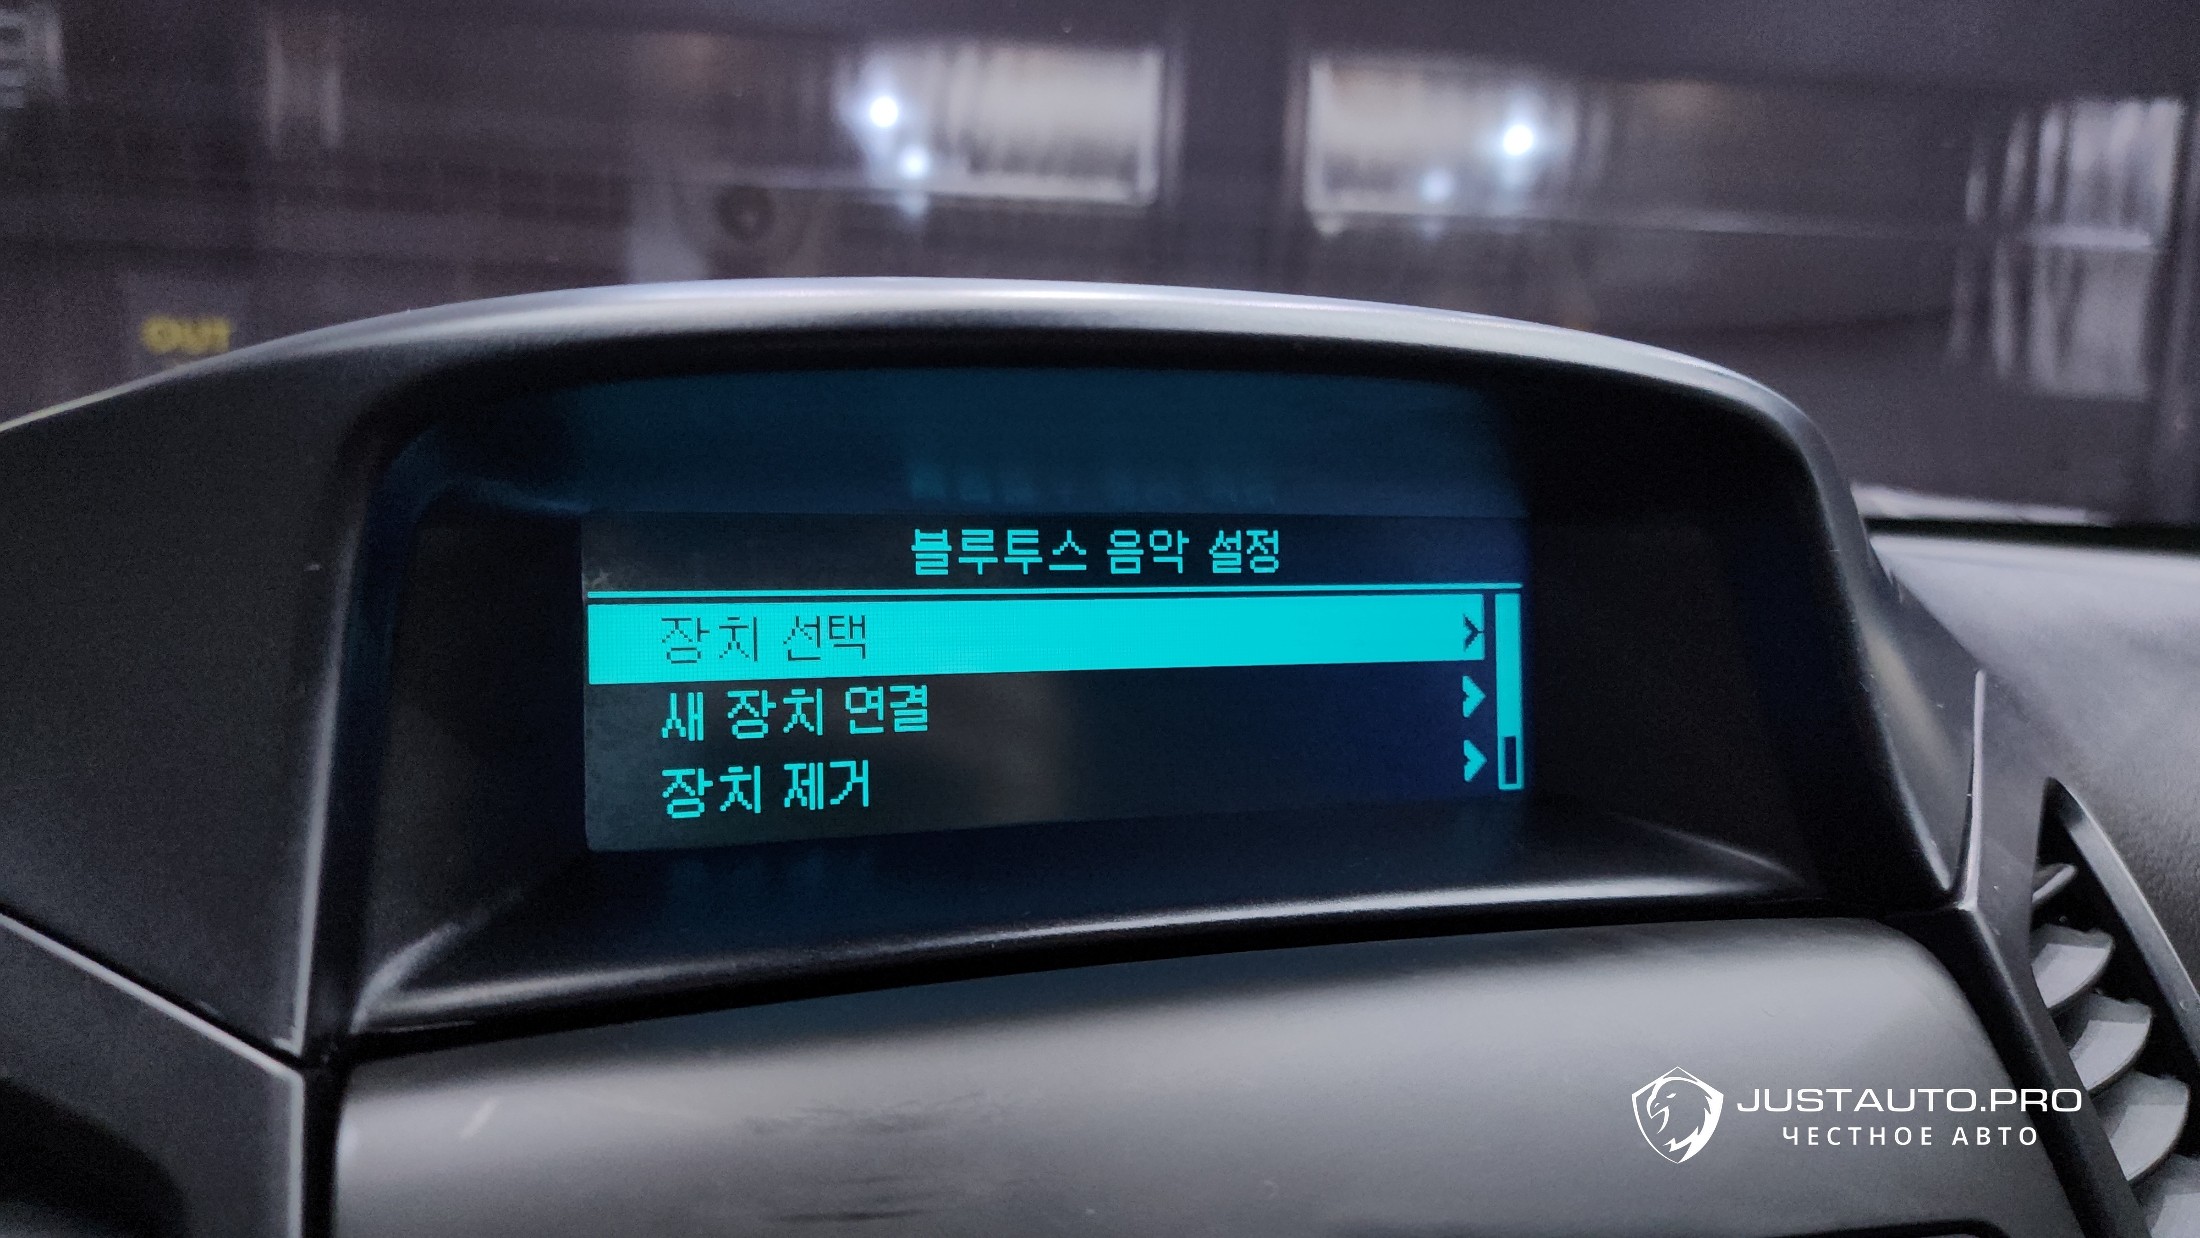 OUT
블루투스 음악 설정
장치 선택
새 장치 연결
장치 제거
JUSTAUTO.PRO
ЧЕСТНОЕ АВТО